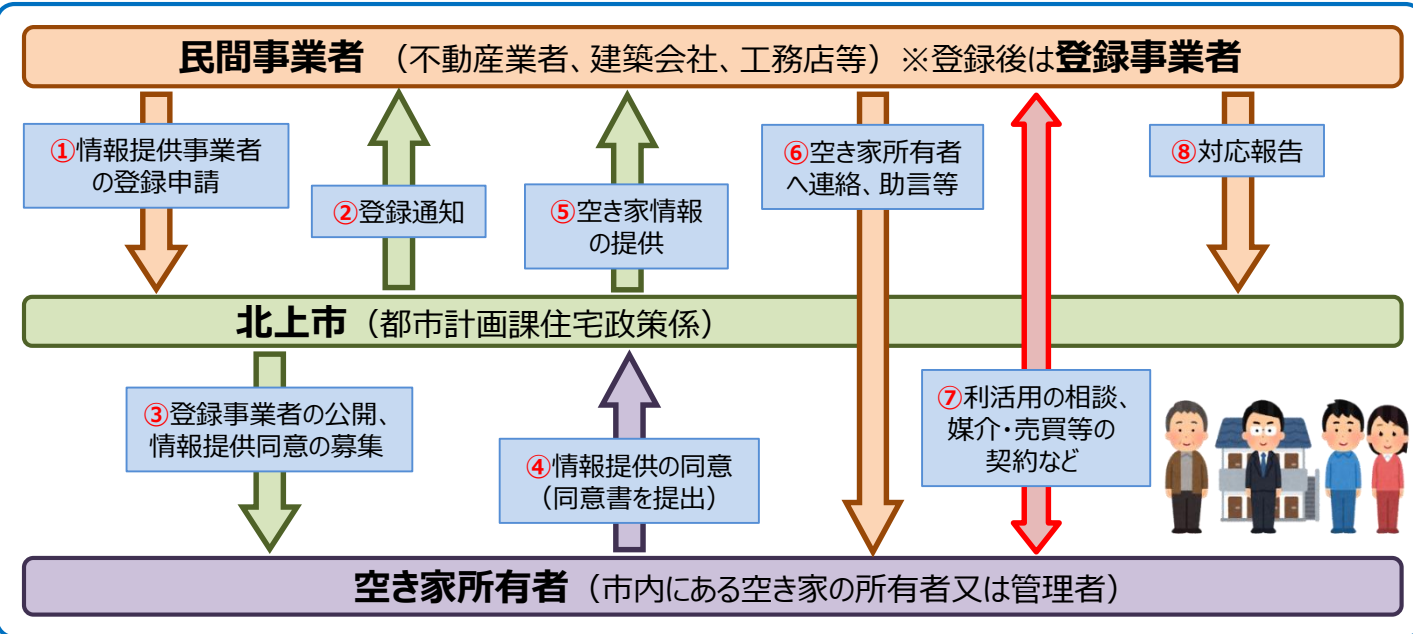 民間事業者 （不動産業者、建築会社、工務店等）※登録後は登録事業者
①情報提供事業者
の登録申請
②登録通知
⑤空き家情報
の提供
⑥空き家所有者
へ連絡、助言等
⑧対応報告
北上市（都市計画課住宅政策係）
③登録事業者の公開、
情報提供同意の募集
④情報提供の同意
（同意書を提出）
⑦利活用の相談、
媒介・売買等の
契約など
空き家所有者（市内にある空き家の所有者又は管理者）